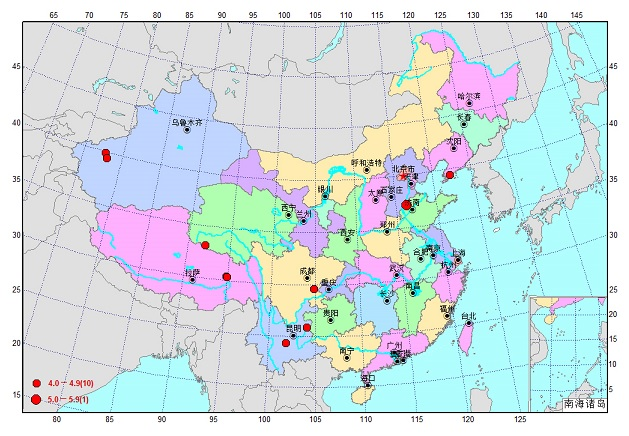 65 70 75 80 85 90 95 100 105 110 115 120 125 130 135 140 145
45 45
哈尔滨
乌鲁木齐
长春
40 40
沈阳
呼和浩特
北京市
天津
35 35
银川
太原
石家庄
济南
西宁
兰州
30 郑州 30
西安
合肥
南京
上海
25 拉萨 成都 武汉 杭州 25
重庆
长沙
南昌
贵阳
福州
20 昆明 台北 20
南宁
广州
海口
4.0－4.9(10)
5.0－5.9(1)
15 15
10
5
南海诸岛
80 85 90 95 100 105 110 115 120 125